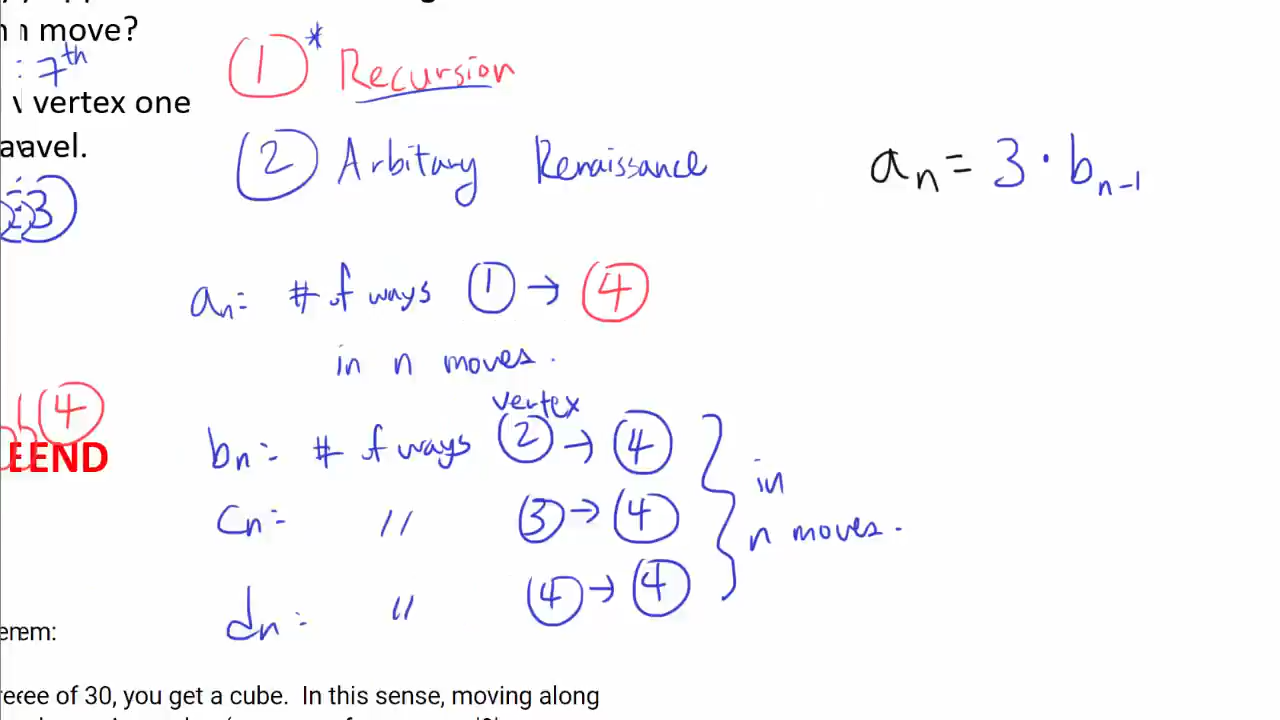 n move?
: 7th
vertex one
avel.
3
4
END
1* Recursion
2 Arbitary Renaissance
an = 3 · bn-1
an = # of ways 1 → 4
in n moves.
vertex
bn = # of ways 2 → 4
cn = " 3 → 4
dn = " 4 → 4
in
n moves.
em:
ee of 30, you get a cube. In this sense, moving along